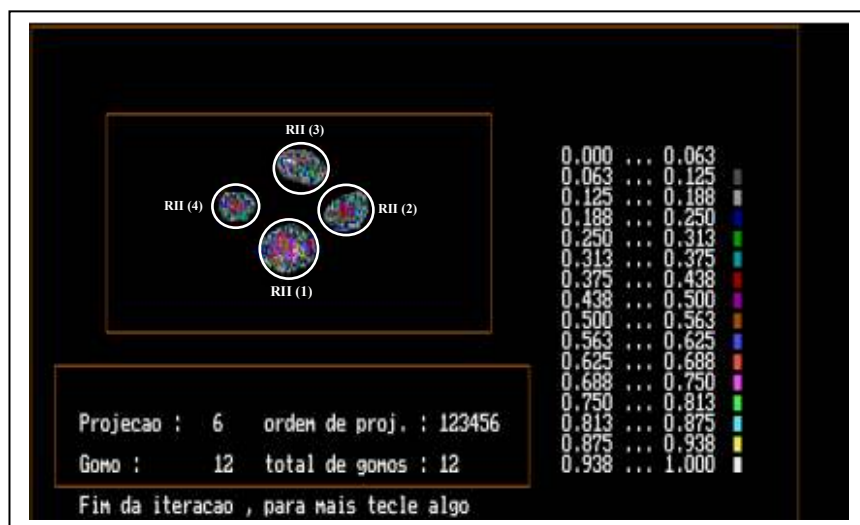 RII (3)
RII (4)
RII (2)
RII (1)
0.000 ... 0.063
0.063 ... 0.125
0.125 ... 0.188
0.188 ... 0.250
0.250 ... 0.313
0.313 ... 0.375
0.375 ... 0.438
0.438 ... 0.500
0.500 ... 0.563
0.563 ... 0.625
0.625 ... 0.688
0.688 ... 0.750
0.750 ... 0.813
0.813 ... 0.875
0.875 ... 0.938
0.938 ... 1.000
Projecao : 6 ordem de proj. : 123456
Gomo : 12 total de gomos : 12
Fim da iteracao , para mais tecle algo